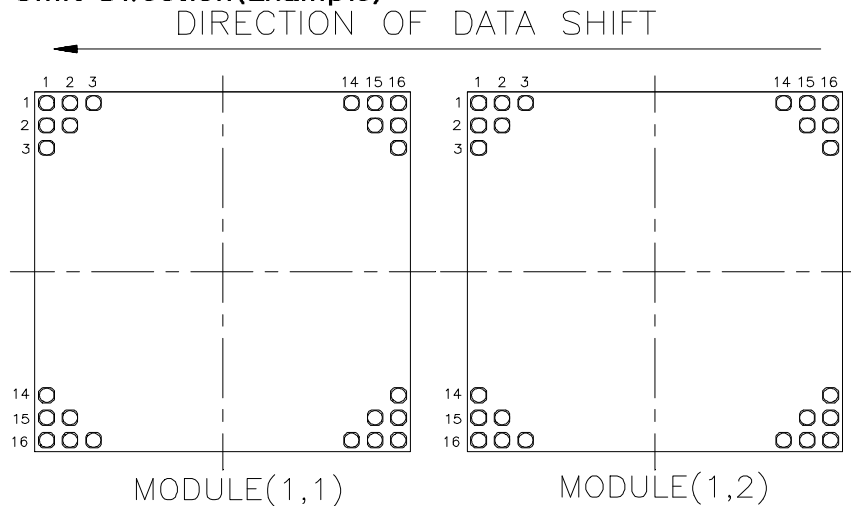 DIRECTION OF DATA SHIFT
1 2 3 14 15 16 1 2 3 14 15 16
1 1
2 2
3 3
14 14
15 15
16 16
MODULE(1,1) MODULE(1,2)